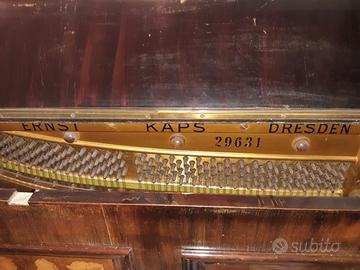 ERNST KAPS DRESDEN
29631
subito